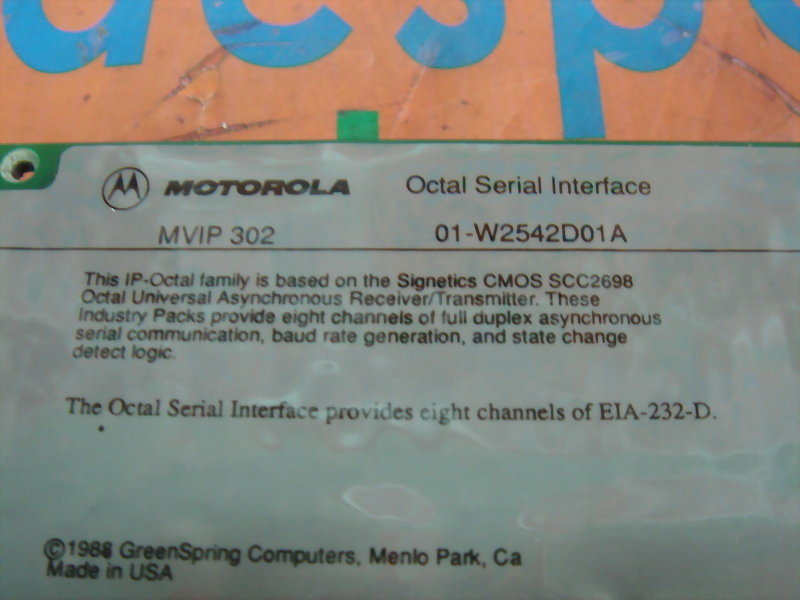 MOTOROLA Octal Serial Interface
MVIP 302 01-W2542D01A
This IP-Octal family is based on the Signetics CMOS SCC2698
Octal Universal Asynchronous Receiver/Transmitter. These
Industry Packs provide eight channels of full duplex asynchronous
serial communication, baud rate generation, and state change
detect logic.
The Octal Serial Interface provides eight channels of EIA-232-D.
©1988 GreenSpring Computers, Menlo Park, Ca
Made in USA